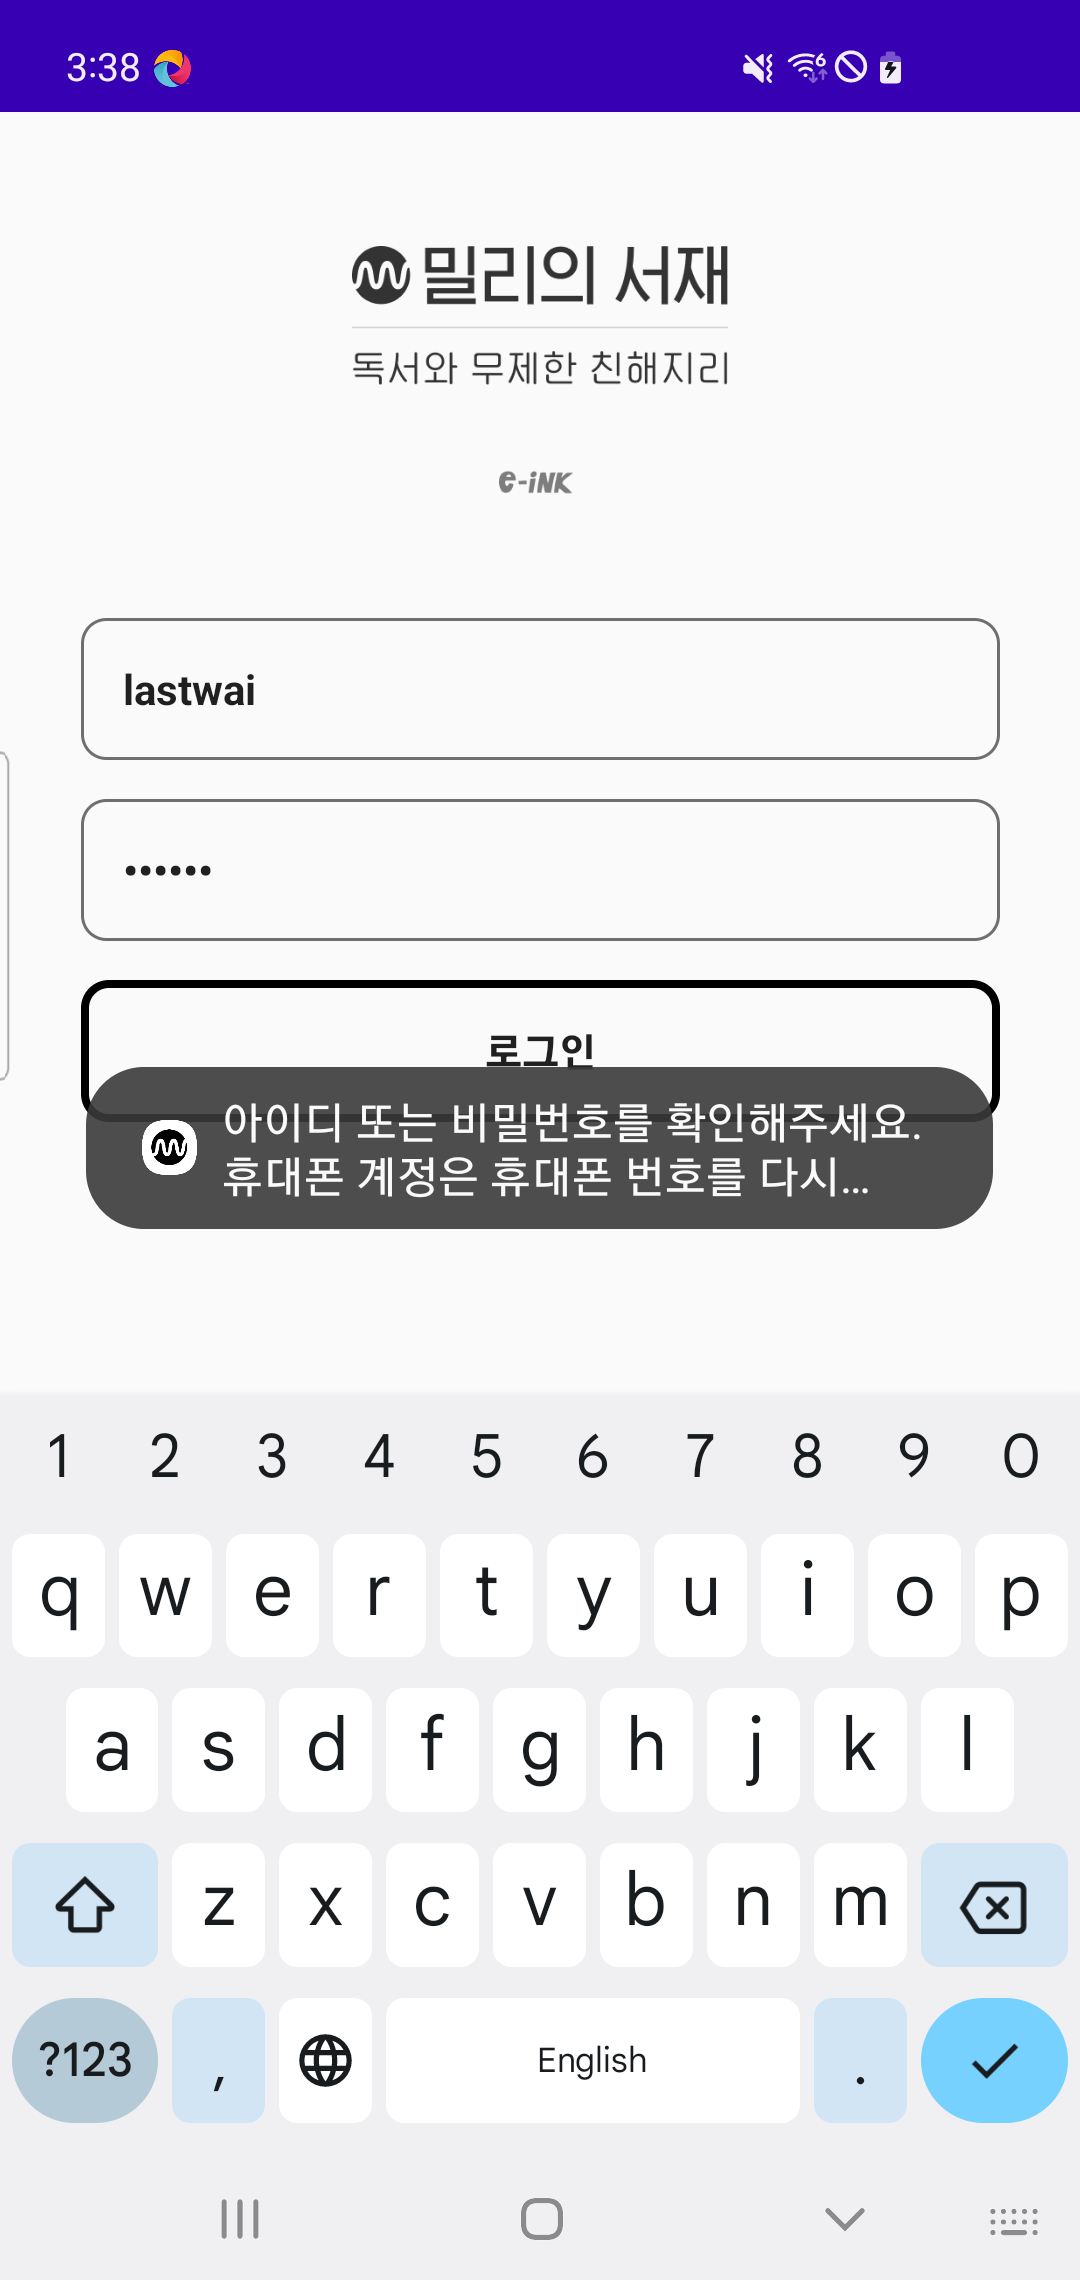 3:38
6
밀리의 서재
독서와 무제한 친해지리
e-iNK
lastwai
••••••
로그인
아이디 또는 비밀번호를 확인해주세요.
휴대폰 계정은 휴대폰 번호를 다시...
1 2 3 4 5 6 7 8 9 0
q w e r t y u i o p
a s d f g h j k l
z x c v b n m
?123 , English .